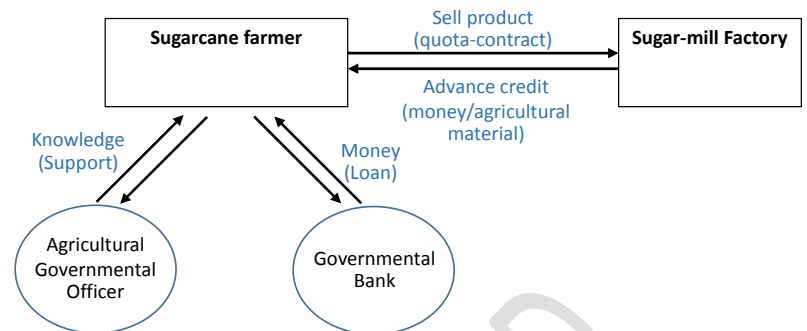 Sugarcane farmer
Sell product
(quota-contract)
Sugar-mill Factory
Advance credit
(money/agricultural
material)
Knowledge
(Support)
Money
(Loan)
Agricultural
Governmental
Officer
Governmental
Bank